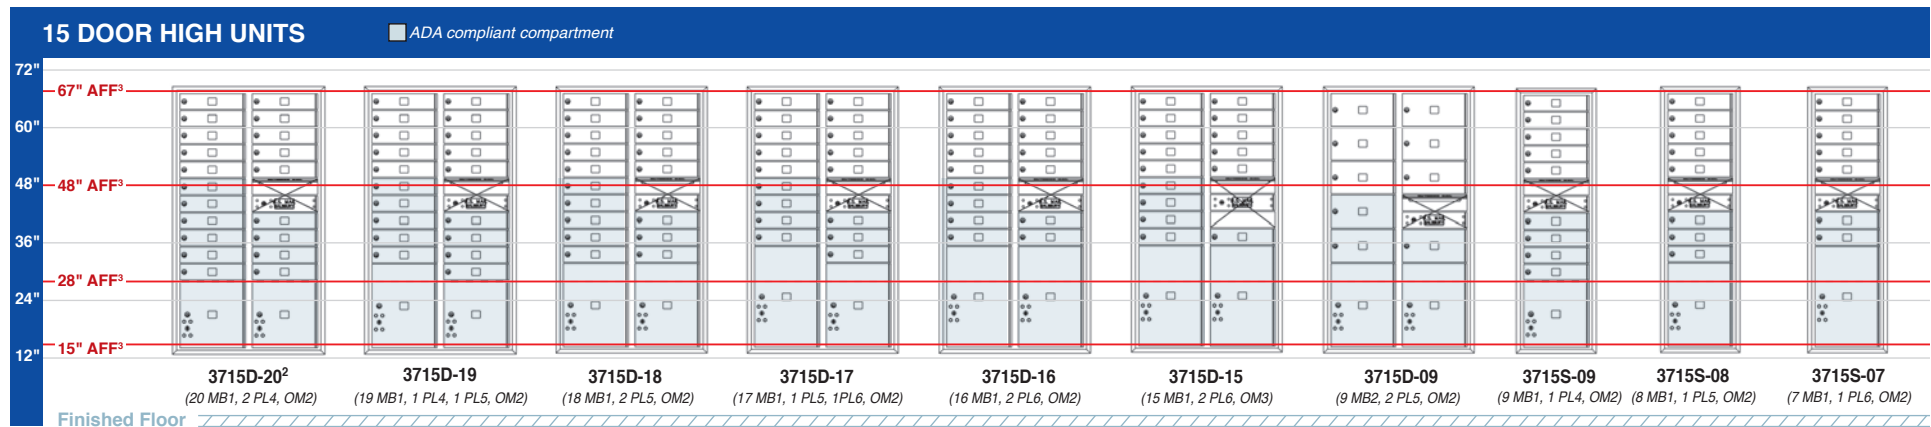 15 DOOR HIGH UNITS
ADA compliant compartment
72"
67" AFF³
60"
48"
48" AFF³
36"
28" AFF³
24"
15" AFF³
12"
3715D-20² 3715D-19 3715D-18 3715D-17 3715D-16 3715D-15 3715D-09 3715S-09 3715S-08 3715S-07
(20 MB1, 2 PL4, OM2) (19 MB1, 1 PL4, 1 PL5, OM2) (18 MB1, 2 PL5, OM2) (17 MB1, 1 PL5, 1PL6, OM2) (16 MB1, 2 PL6, OM2) (15 MB1, 2 PL6, OM3) (9 MB2, 2 PL5, OM2) (9 MB1, 1 PL4, OM2) (8 MB1, 1 PL5, OM2) (7 MB1, 1 PL6, OM2)
Finished Floor